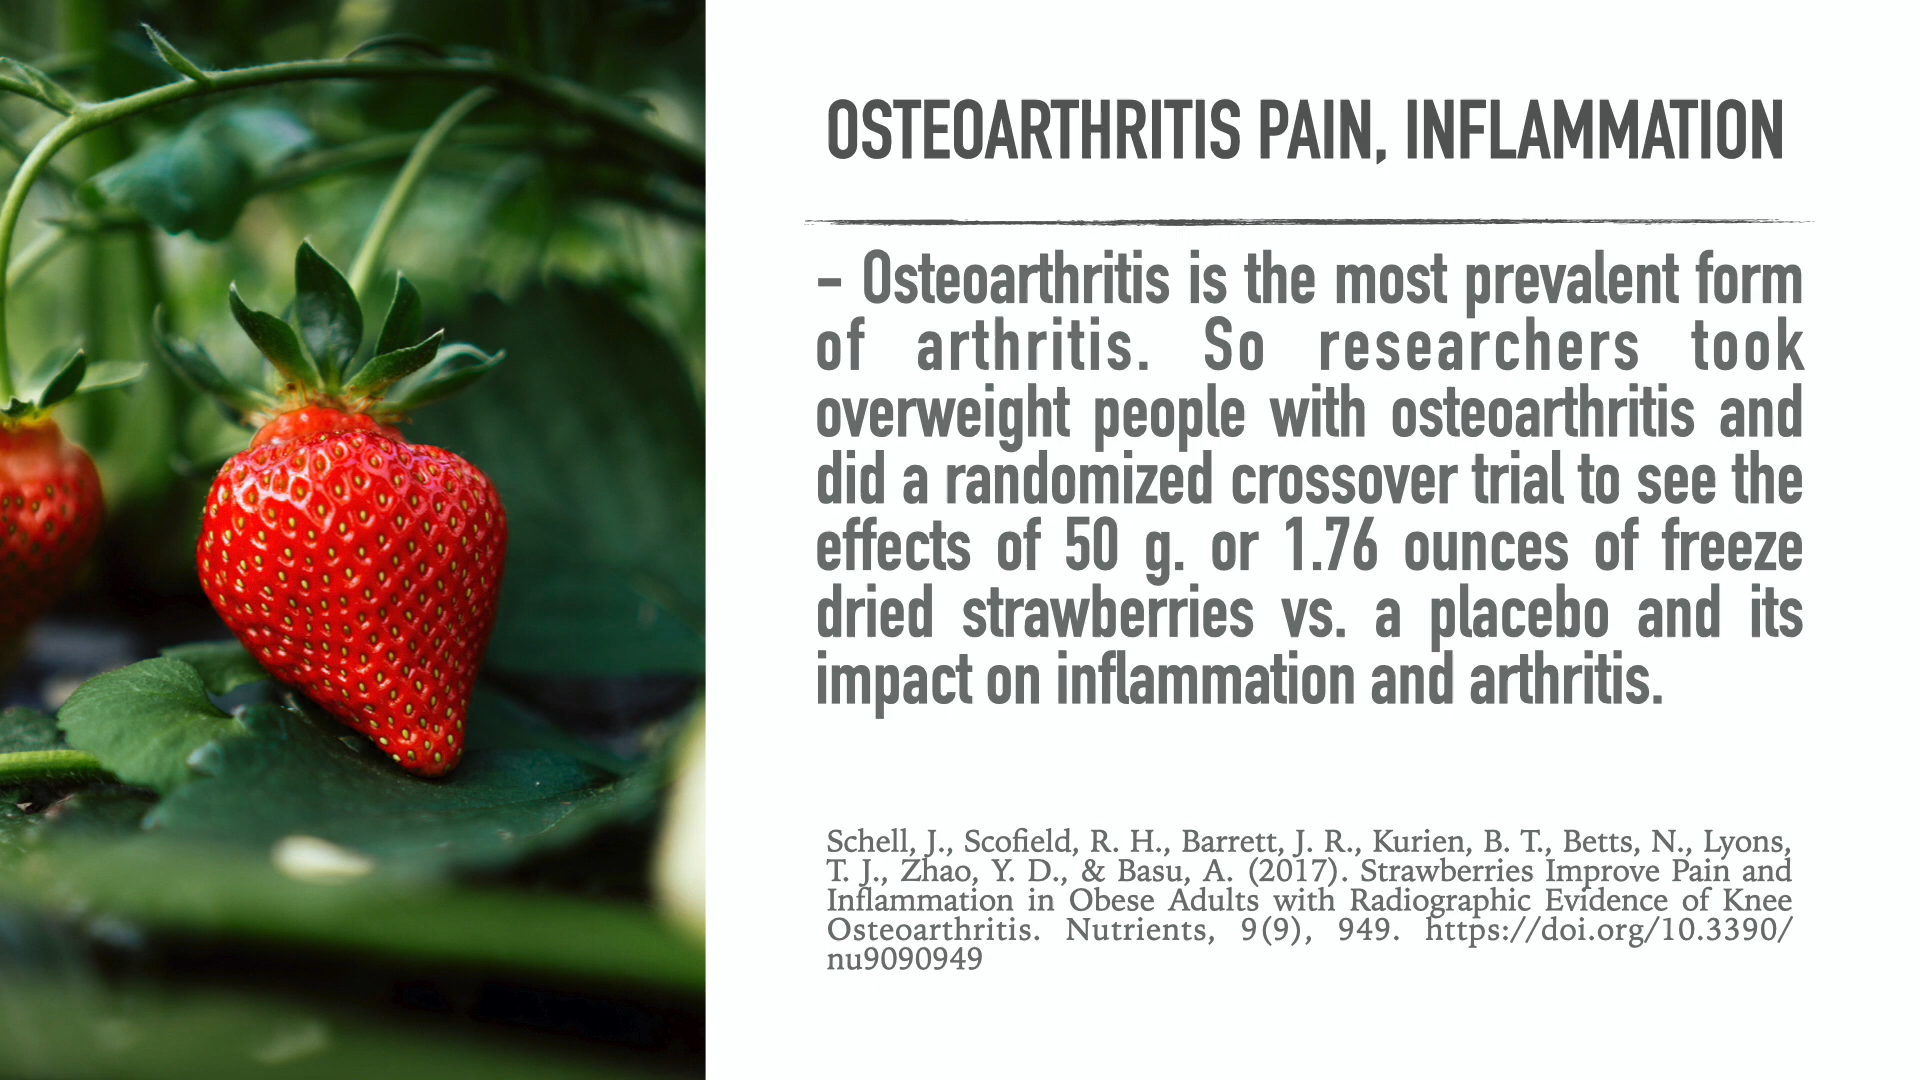 OSTEOARTHRITIS PAIN, INFLAMMATION
– Osteoarthritis is the most prevalent form
of arthritis. So researchers took
overweight people with osteoarthritis and
did a randomized crossover trial to see the
effects of 50 g. or 1.76 ounces of freeze
dried strawberries vs. a placebo and its
impact on inflammation and arthritis.
Schell, J., Scofield, R. H., Barrett, J. R., Kurien, B. T., Betts, N., Lyons,
T. J., Zhao, Y. D., & Basu, A. (2017). Strawberries Improve Pain and
Inflammation in Obese Adults with Radiographic Evidence of Knee
Osteoarthritis. Nutrients, 9(9), 949. https://doi.org/10.3390/
nu9090949